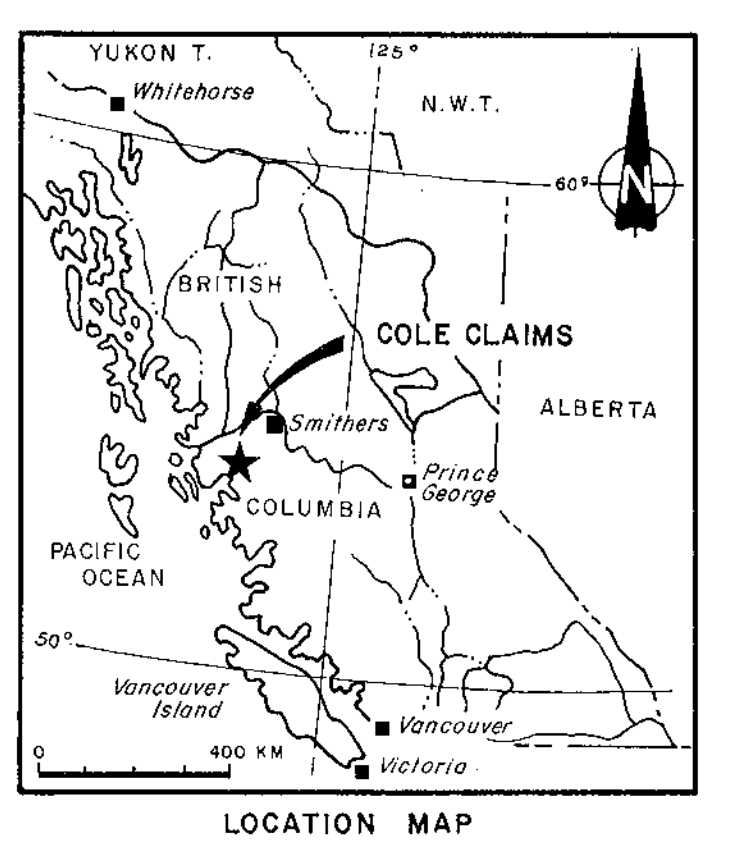 YUKON T.
125°
Whitehorse
N.W.T.
60°
N
BRITISH
COLE CLAIMS
ALBERTA
Smithers
Prince
George
COLUMBIA
PACIFIC
OCEAN
50°
Vancouver
Island
Vancouver
0 400 KM
Victoria
LOCATION MAP